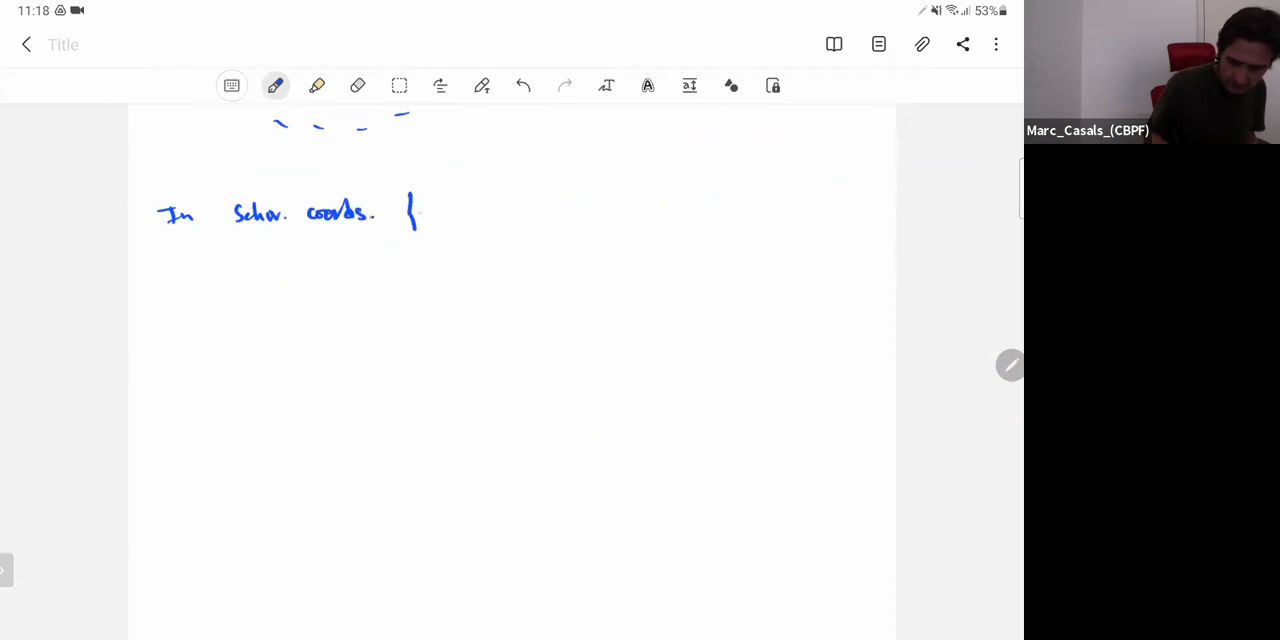 11:18 53%
Title
In Schw. coords. {
Marc_Casals_(CBPF)